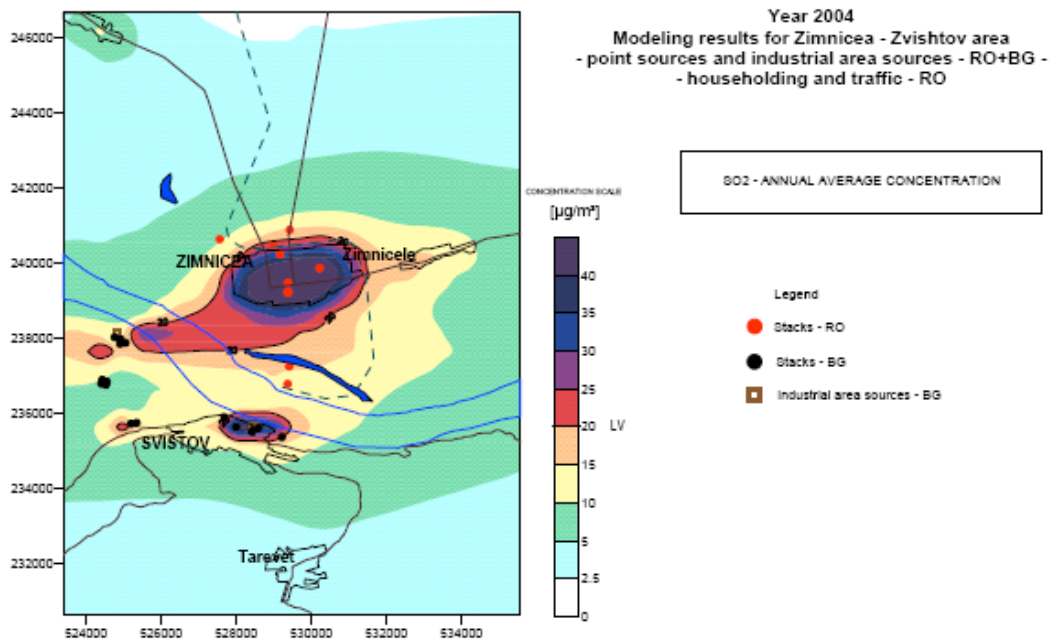 Year 2004
Modeling results for Zimnicea - Zvishtov area
- point sources and industrial area sources - RO+BG -
- householding and traffic - RO
SO2 - ANNUAL AVERAGE CONCENTRATION
CONCENTRATION SCALE
[µg/m³]
40
35
30
25
20 LV
15
10
5
2.5
0
Legend
Stacks - RO
Stacks - BG
Industrial area sources - BG
246000
244000
242000
240000
238000
236000
234000
232000
ZIMNICEA
Zimnicele
SVISTOV
Tarevet
20
20
524000
526000
528000
530000
532000
534000